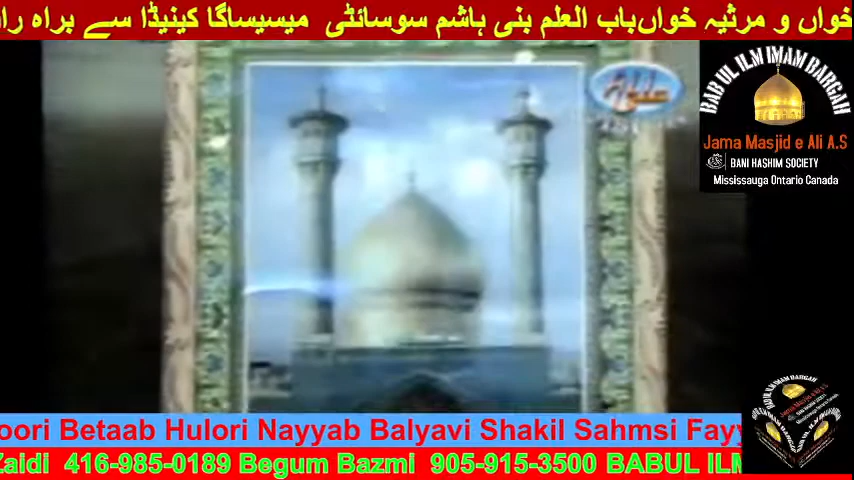 خواں و مرثیہ خواں باب العلم بنی ہاشم سوسائٹی میسیساگا کینیڈا سے براہ را
BAB UL ILM IMAM BARGAH
Jama Masjid e Ali A.S
BANI HASHIM SOCIETY
Mississauga Ontario Canada
oori Betaab Hulori Nayyab Balyavi Shakil Sahmsi Fayy
Zaidi 416-985-0189 Begum Bazmi 905-915-3500 BABUL ILM